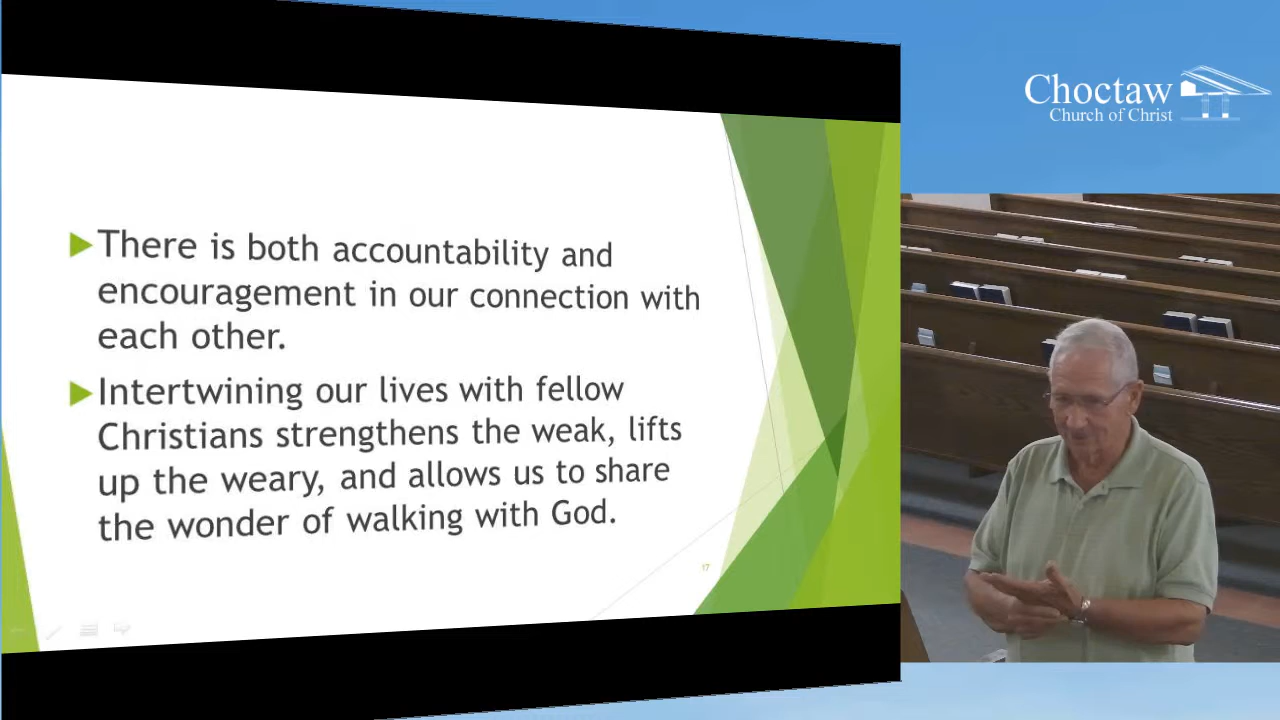 Choctaw
Church of Christ
There is both accountability and
encouragement in our connection with
each other.
Intertwining our lives with fellow
Christians strengthens the weak, lifts
up the weary, and allows us to share
the wonder of walking with God.
17